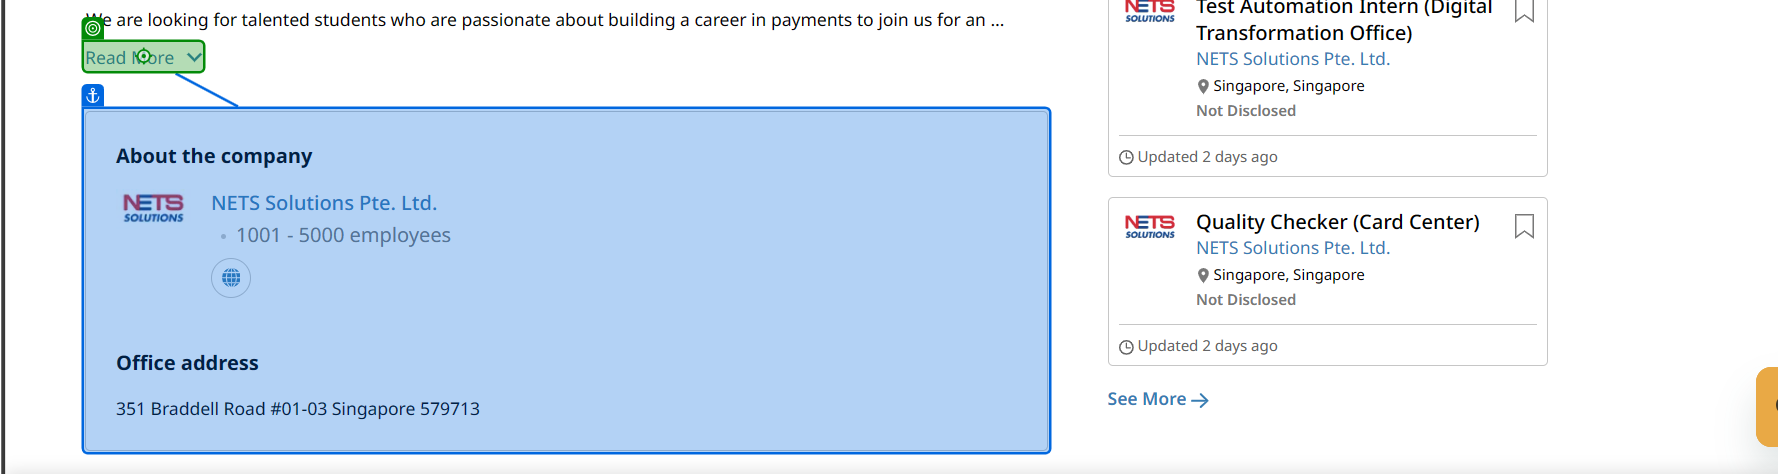 We are looking for talented students who are passionate about building a career in payments to join us for an ...
Read More
About the company
NETS SOLUTIONS
NETS Solutions Pte. Ltd.
1001 - 5000 employees
Office address
351 Braddell Road #01-03 Singapore 579713
NETS SOLUTIONS
Test Automation Intern (Digital
Transformation Office)
NETS Solutions Pte. Ltd.
Singapore, Singapore
Not Disclosed
Updated 2 days ago
NETS SOLUTIONS
Quality Checker (Card Center)
NETS Solutions Pte. Ltd.
Singapore, Singapore
Not Disclosed
Updated 2 days ago
See More